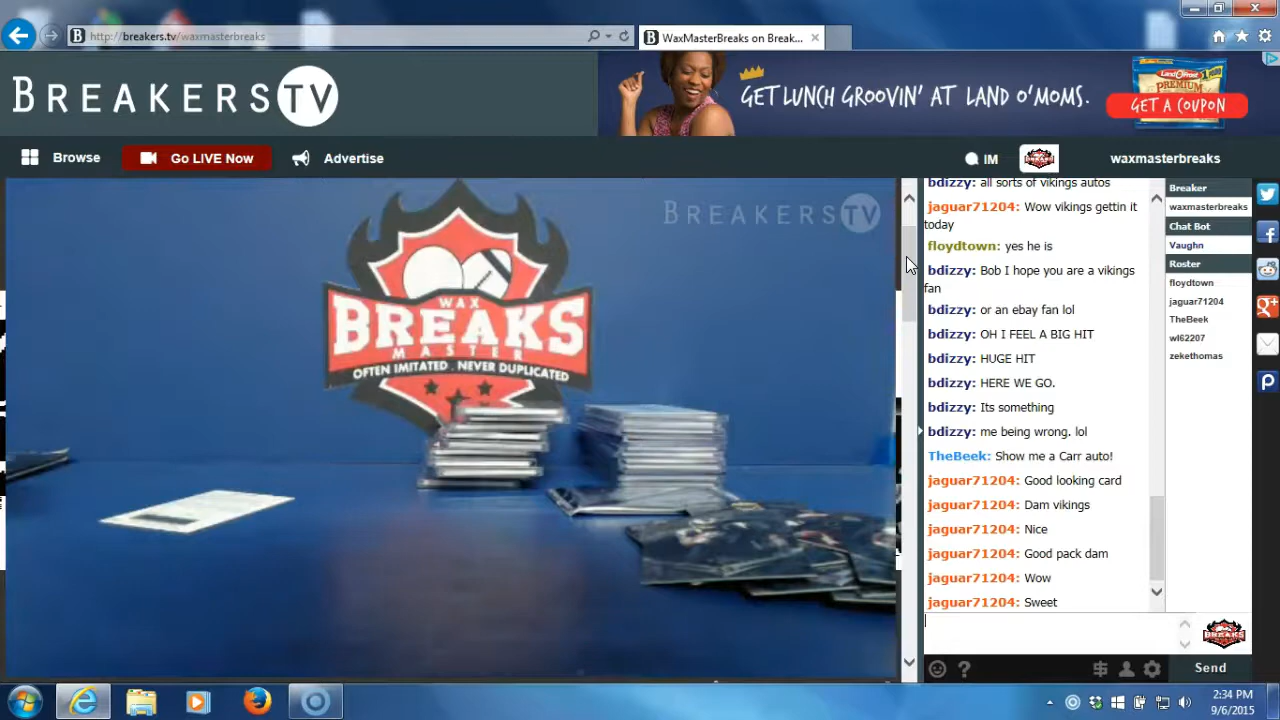 http://breakers.tv/waxmasterbreaks
WaxMasterBreaks on Break...
BREAKERSTV
GET LUNCH GROOVIN' AT LAND O'MOMS.
Land O Frost
PREMIUM
GET A COUPON
Browse
Go LIVE Now
Advertise
IM
waxmasterbreaks
BREAKERSTV
WAX
BREAKS
MASTER
OFTEN IMITATED . NEVER DUPLICATED
bdizzy: all sorts of vikings autos
jaguar71204: Wow vikings gettin it
today
floydtown: yes he is
bdizzy: Bob I hope you are a vikings
fan
bdizzy: or an ebay fan lol
bdizzy: OH I FEEL A BIG HIT
bdizzy: HUGE HIT
bdizzy: HERE WE GO.
bdizzy: Its something
bdizzy: me being wrong. lol
TheBeek: Show me a Carr auto!
jaguar71204: Good looking card
jaguar71204: Dam vikings
jaguar71204: Nice
jaguar71204: Good pack dam
jaguar71204: Wow
jaguar71204: Sweet
Breaker
waxmasterbreaks
Chat Bot
Vaughn
Roster
floydtown
jaguar71204
TheBeek
wl62207
zekethomas
BREAKS
Send
2:34 PM
9/6/2015